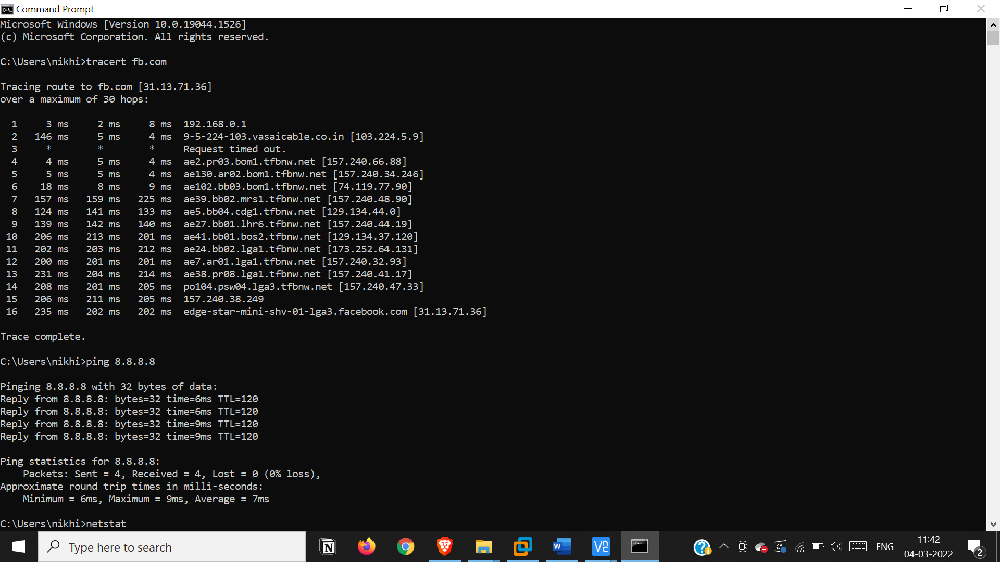 Command Prompt
Microsoft Windows [Version 10.0.19044.1526]
(c) Microsoft Corporation. All rights reserved.
C:\Users\nikhi>tracert fb.com
Tracing route to fb.com [31.13.71.36]
over a maximum of 30 hops:
1 3 ms 2 ms 8 ms 192.168.0.1
2 146 ms 5 ms 4 ms 9-5-224-103.vasaicable.co.in [103.224.5.9]
3 * * * Request timed out.
4 4 ms 5 ms 4 ms ae2.pr03.bom1.tfbnw.net [157.240.66.88]
5 5 ms 5 ms 4 ms ae130.ar02.bom1.tfbnw.net [157.240.34.246]
6 18 ms 8 ms 9 ms ae102.bb03.bom1.tfbnw.net [74.119.77.90]
7 157 ms 159 ms 225 ms ae39.bb02.mrs1.tfbnw.net [157.240.48.90]
8 124 ms 141 ms 133 ms ae5.bb04.cdg1.tfbnw.net [129.134.44.0]
9 139 ms 142 ms 140 ms ae27.bb01.lhr6.tfbnw.net [157.240.44.19]
10 206 ms 213 ms 201 ms ae41.bb01.bos2.tfbnw.net [129.134.37.120]
11 202 ms 203 ms 212 ms ae24.bb02.lga1.tfbnw.net [173.252.64.131]
12 200 ms 201 ms 201 ms ae7.ar01.lga1.tfbnw.net [157.240.32.93]
13 231 ms 204 ms 214 ms ae38.pr08.lga1.tfbnw.net [157.240.41.17]
14 208 ms 201 ms 205 ms po104.psw04.lga3.tfbnw.net [157.240.47.33]
15 206 ms 211 ms 205 ms 157.240.38.249
16 235 ms 202 ms 202 ms edge-star-mini-shv-01-lga3.facebook.com [31.13.71.36]
Trace complete.
C:\Users\nikhi>ping 8.8.8.8
Pinging 8.8.8.8 with 32 bytes of data:
Reply from 8.8.8.8: bytes=32 time=6ms TTL=120
Reply from 8.8.8.8: bytes=32 time=6ms TTL=120
Reply from 8.8.8.8: bytes=32 time=9ms TTL=120
Reply from 8.8.8.8: bytes=32 time=9ms TTL=120
Ping statistics for 8.8.8.8:
Packets: Sent = 4, Received = 4, Lost = 0 (0% loss),
Approximate round trip times in milli-seconds:
Minimum = 6ms, Maximum = 9ms, Average = 7ms
C:\Users\nikhi>netstat
Type here to search
ENG
11:42
04-03-2022
2